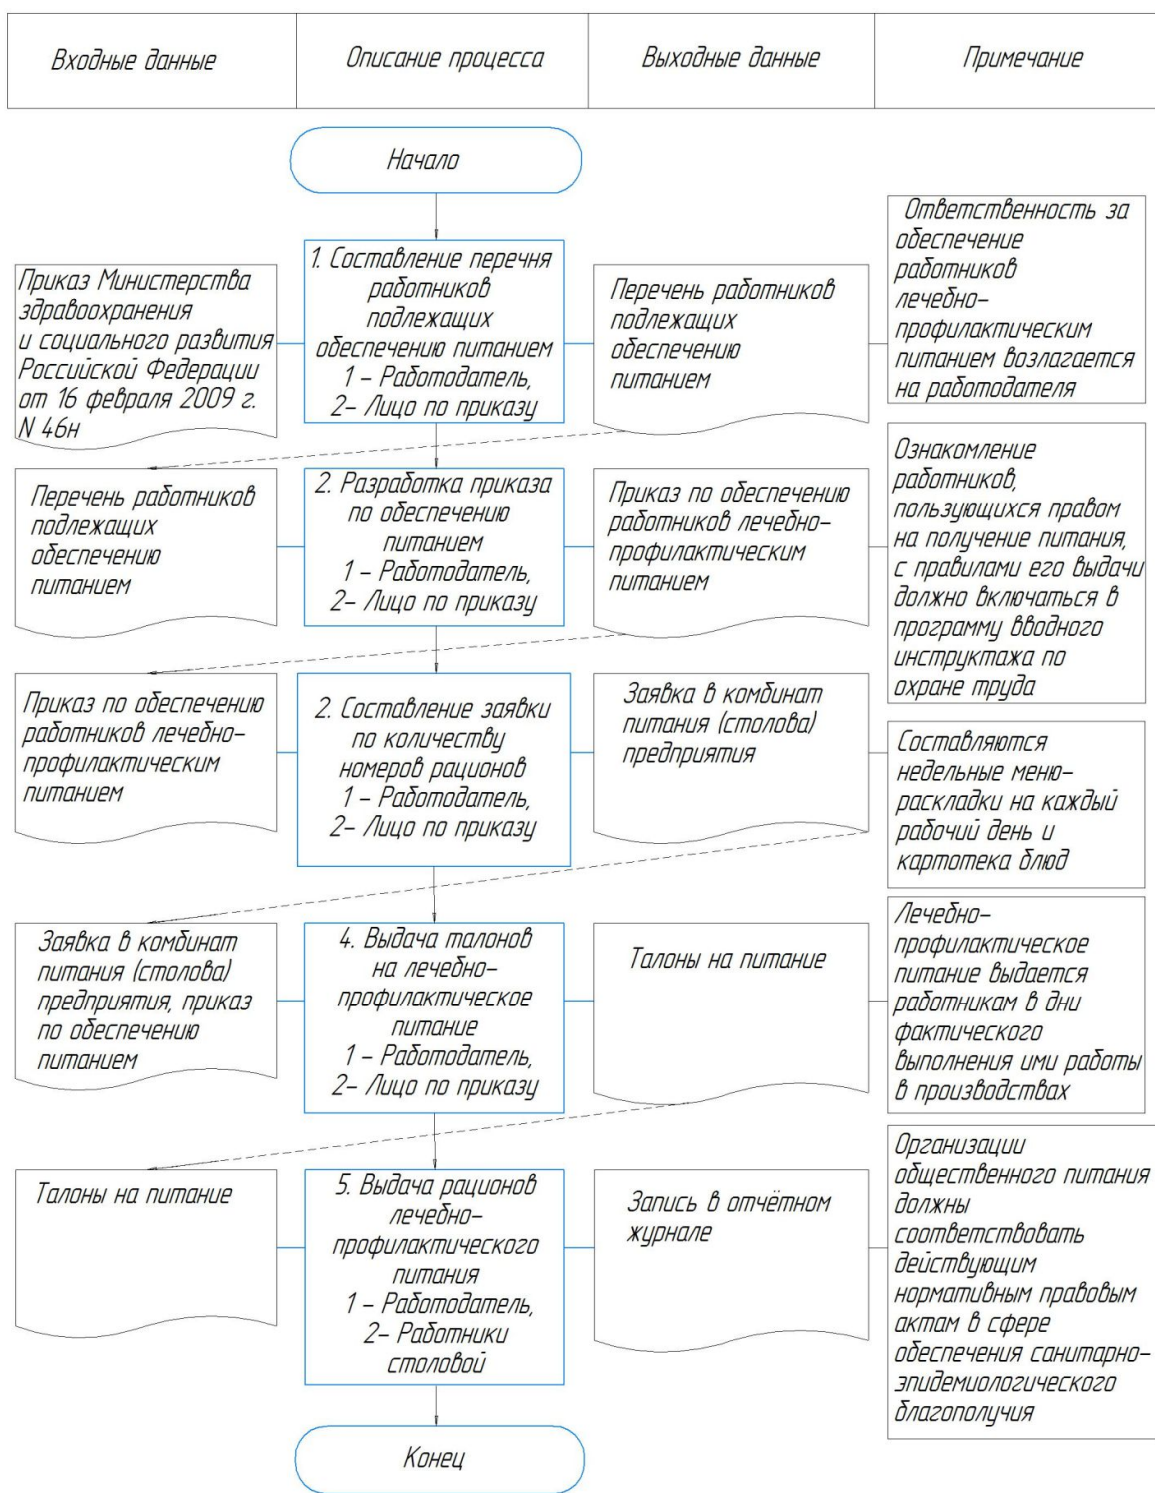 Входные данные
Описание процесса
Выходные данные
Примечание
Начало
Приказ Министерства
здравоохранения
и социального развития
Российской Федерации
от 16 февраля 2009 г.
N 46н
1. Составление перечня
работников
подлежащих
обеспечению питанием
1 – Работодатель,
2– Лицо по приказу
Перечень работников
подлежащих
обеспечению
питанием
Ответственность за
обеспечение
работников
лечебно-
профилактическим
питанием возлагается
на работодателя
Перечень работников
подлежащих
обеспечению
питанием
2. Разработка приказа
по обеспечению
питанием
1 – Работодатель,
2– Лицо по приказу
Приказ по обеспечению
работников лечебно-
профилактическим
питанием
Ознакомление
работников,
пользующихся правом
на получение питания,
с правилами его выдачи
должно включаться в
программу вводного
инструктажа по
охране труда
Приказ по обеспечению
работников лечебно-
профилактическим
питанием
2. Составление заявки
по количеству
номеров рационов
1 – Работодатель,
2– Лицо по приказу
Заявка в комбинат
питания (столова)
предприятия
Составляются
недельные меню-
раскладки на каждый
рабочий день и
картотека блюд
Заявка в комбинат
питания (столова)
предприятия, приказ
по обеспечению
питанием
4. Выдача талонов
на лечебно-
профилактическое
питание
1 – Работодатель,
2– Лицо по приказу
Талоны на питание
Лечебно-
профилактическое
питание выдается
работникам в дни
фактического
выполнения ими работы
в производствах
Талоны на питание
5. Выдача рационов
лечебно-
профилактического
питания
1 – Работодатель,
2– Работники
столовой
Запись в отчётном
журнале
Организации
общественного питания
должны
соответствовать
действующим
нормативным правовым
актам в сфере
обеспечения санитарно-
эпидемиологического
благополучия
Конец